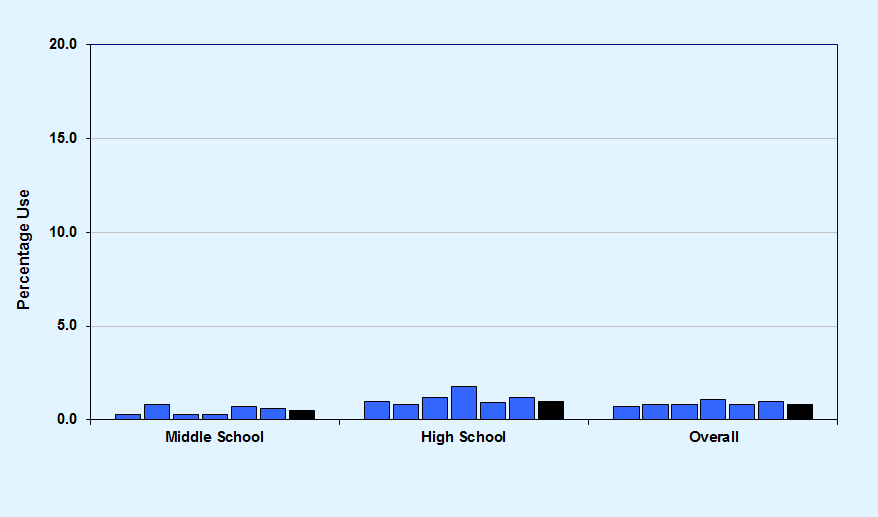 20.0
15.0
10.0
5.0
0.0
Percentage Use
Middle School
High School
Overall